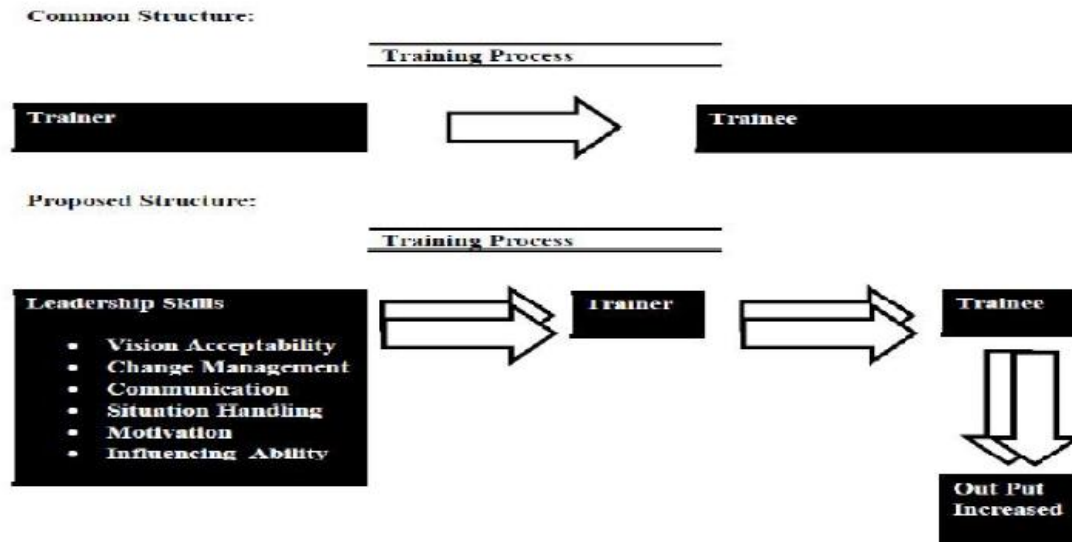 Common Structure:
Training Process
Trainer
Trainee
Proposed Structure:
Training Process
Leadership Skills
• Vision Acceptability
• Change Management
• Communication
• Situation Handling
• Motivation
• Influencing Ability
Trainer
Trainee
Out Put
Increased